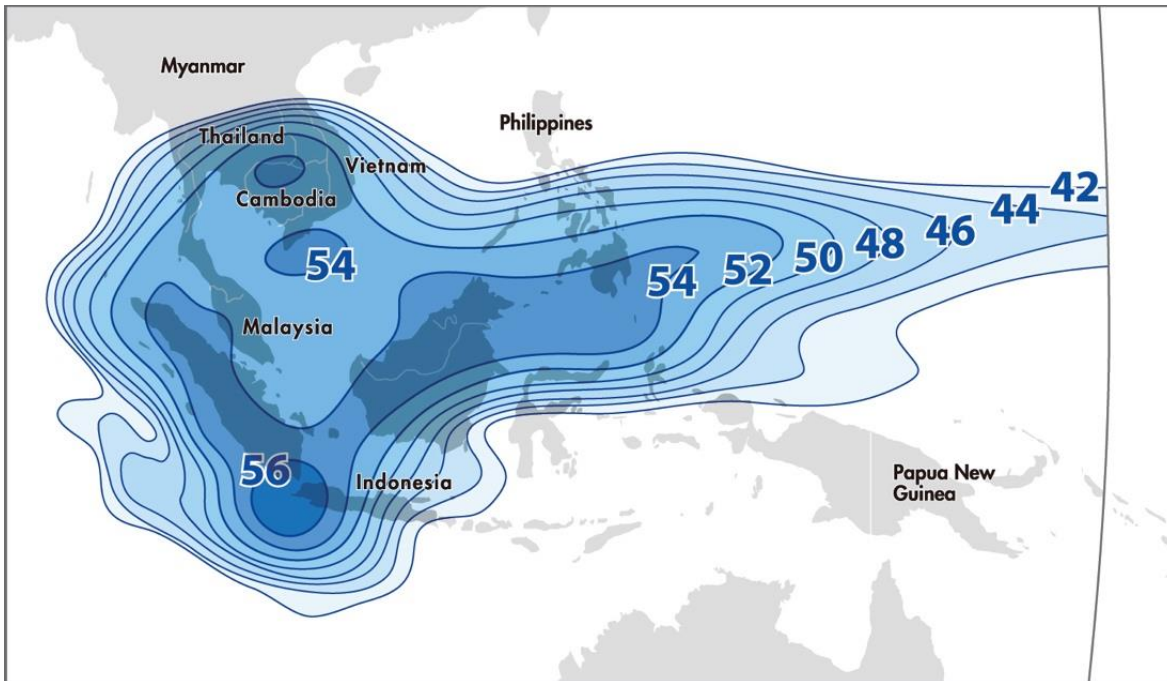 Myanmar
Philippines
Thailand
Vietnam
Cambodia
42
44
46
48
50
52
54
54
Malaysia
56
Indonesia
Papua New
Guinea